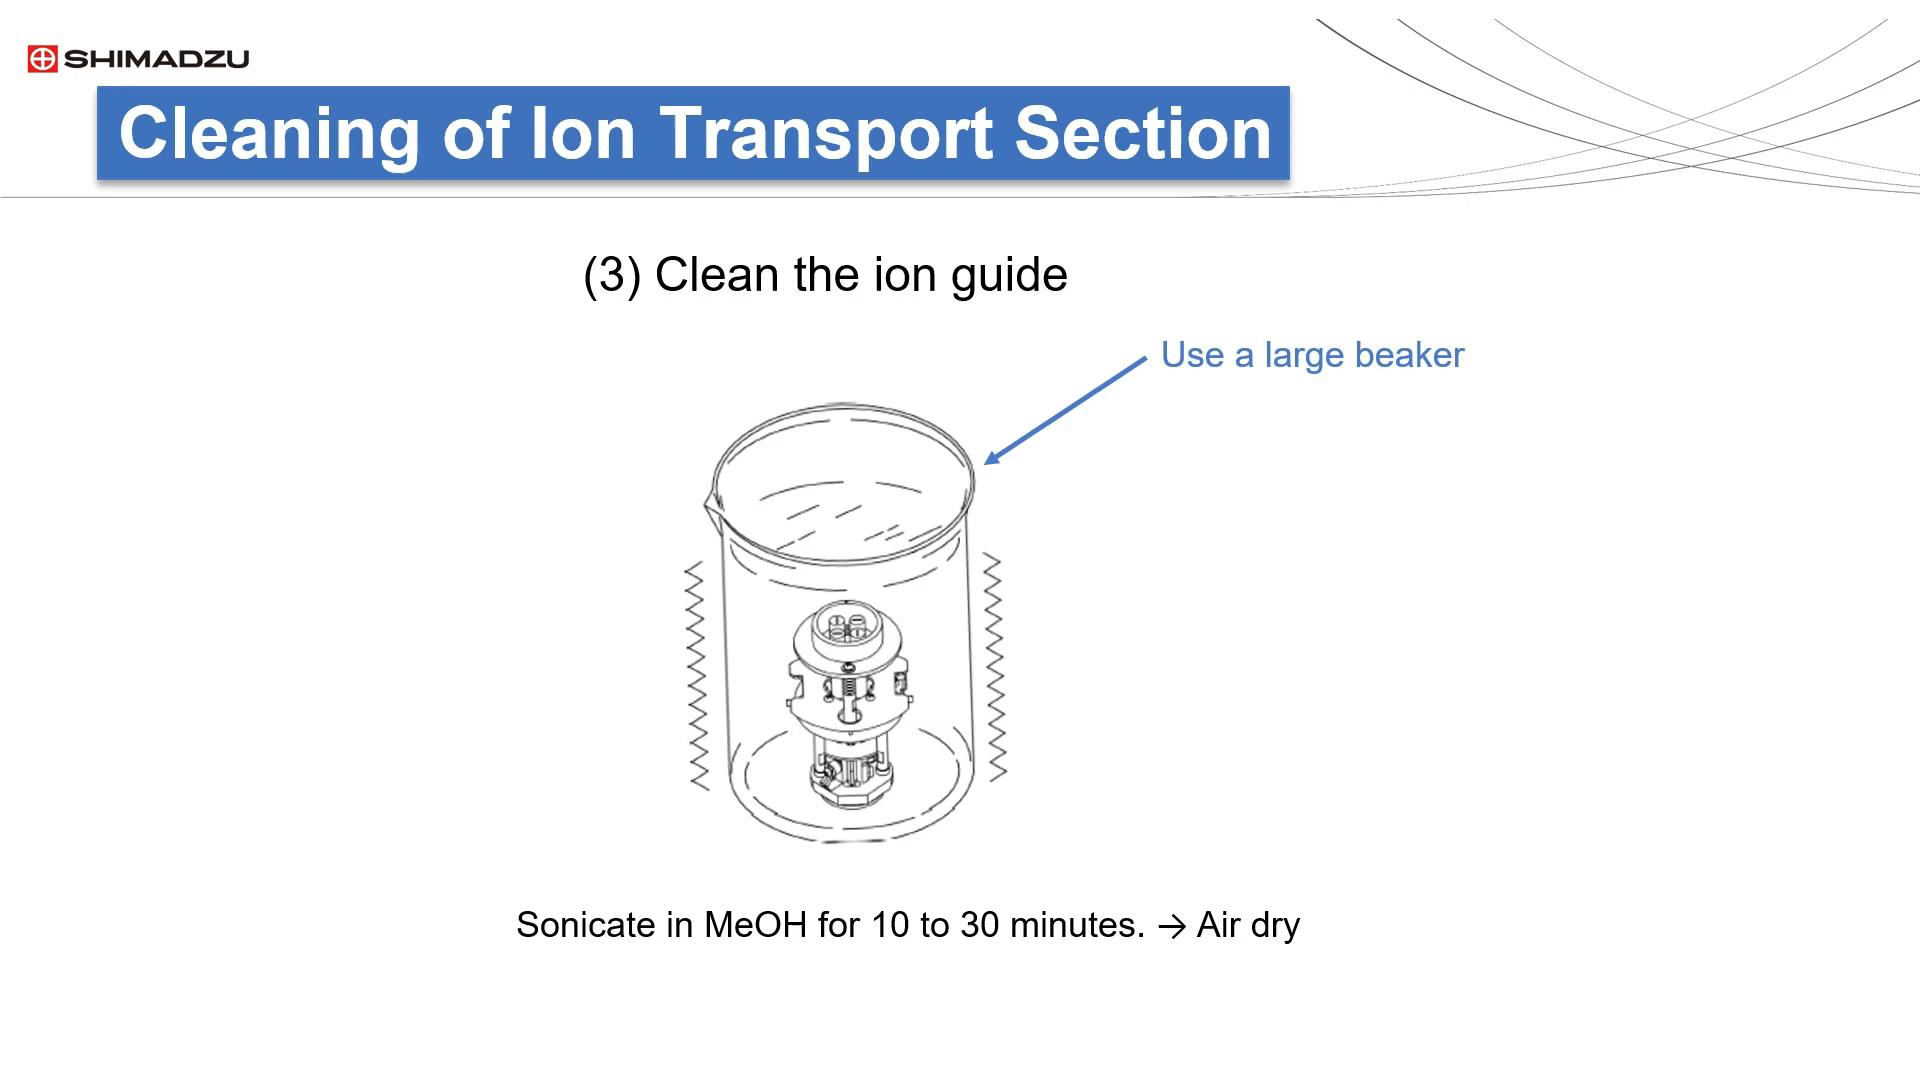 SHIMADZU
Cleaning of Ion Transport Section
(3) Clean the ion guide
Use a large beaker
Sonicate in MeOH for 10 to 30 minutes. → Air dry